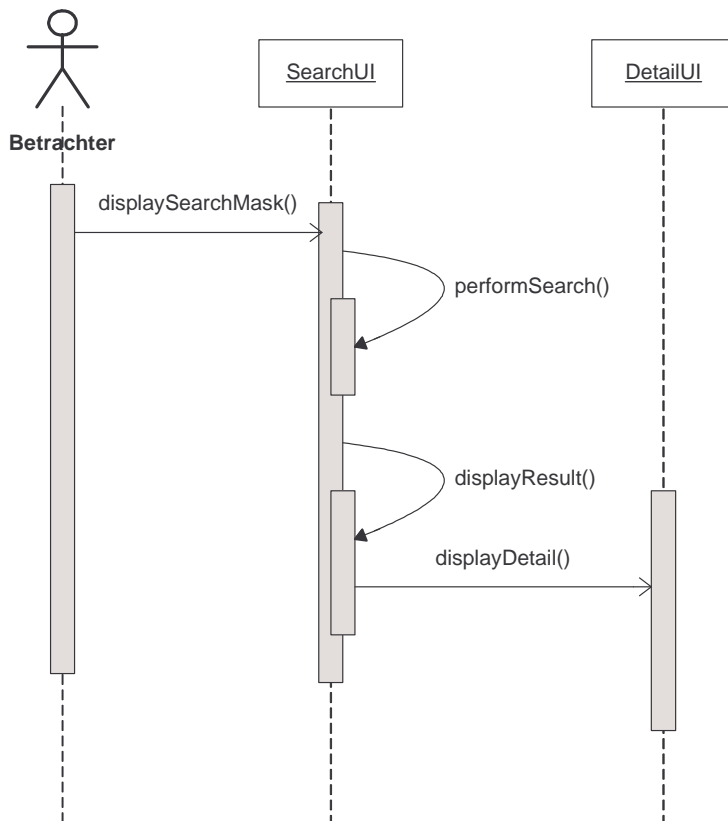 SearchUI
DetailUI
Betrachter
displaySearchMask()
performSearch()
displayResult()
displayDetail()